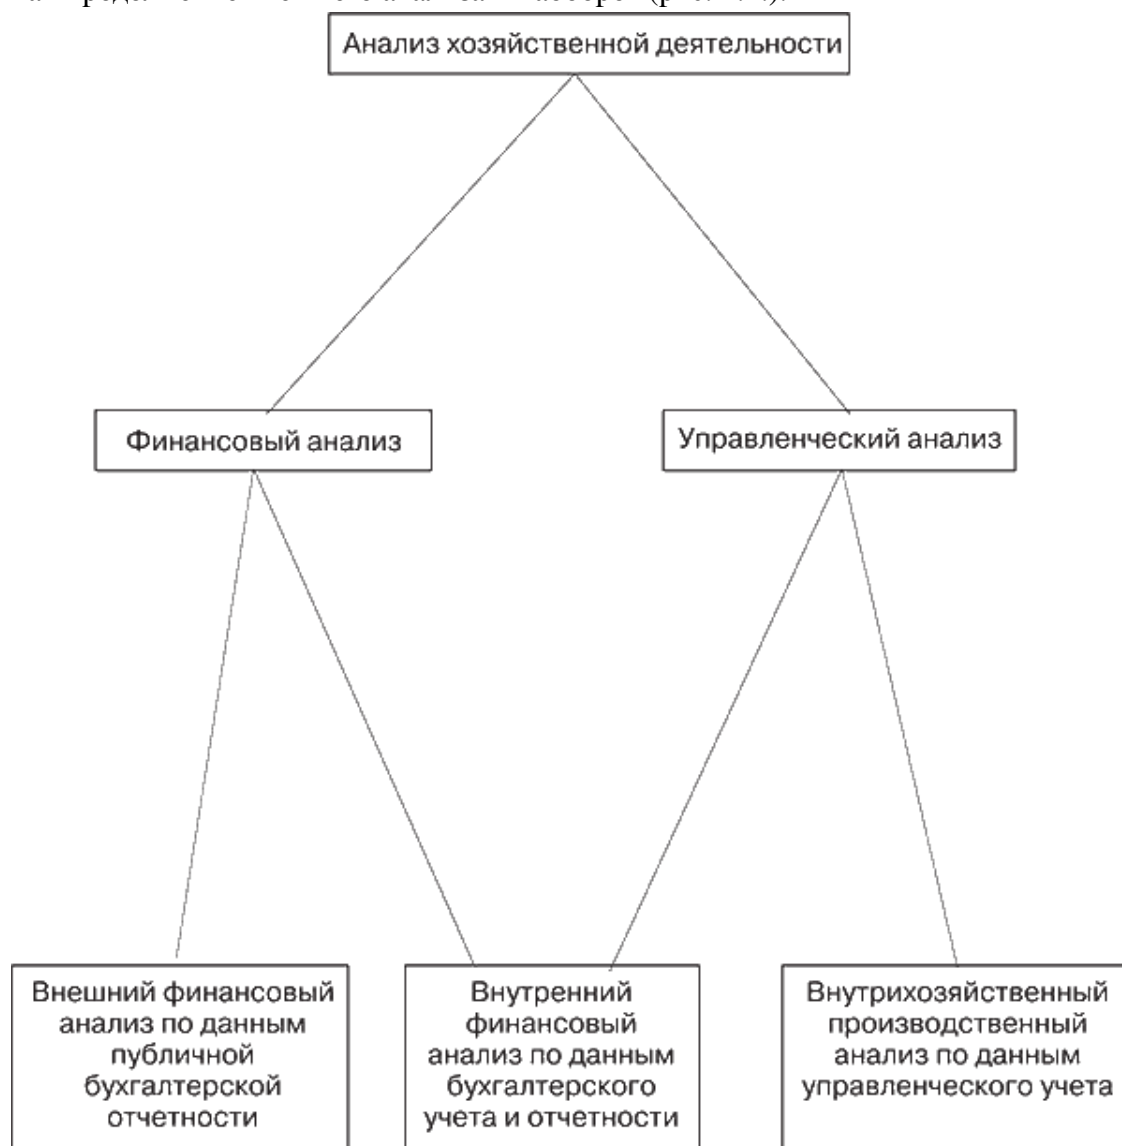 Анализ хозяйственной деятельности
Финансовый анализ
Управленческий анализ
Внешний финансовый
анализ по данным
публичной
бухгалтерской
отчетности
Внутренний
финансовый
анализ по данным
бухгалтерского
учета и отчетности
Внутрихозяйственный
производственный
анализ по данным
управленческого учета